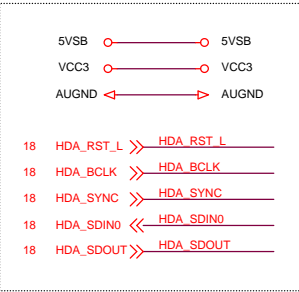 5VSB 5VSB
VCC3 VCC3
AUGND AUGND
18 HDA_RST_L HDA_RST_L
18 HDA_BCLK HDA_BCLK
18 HDA_SYNC HDA_SYNC
18 HDA_SDIN0 HDA_SDIN0
18 HDA_SDOUT HDA_SDOUT